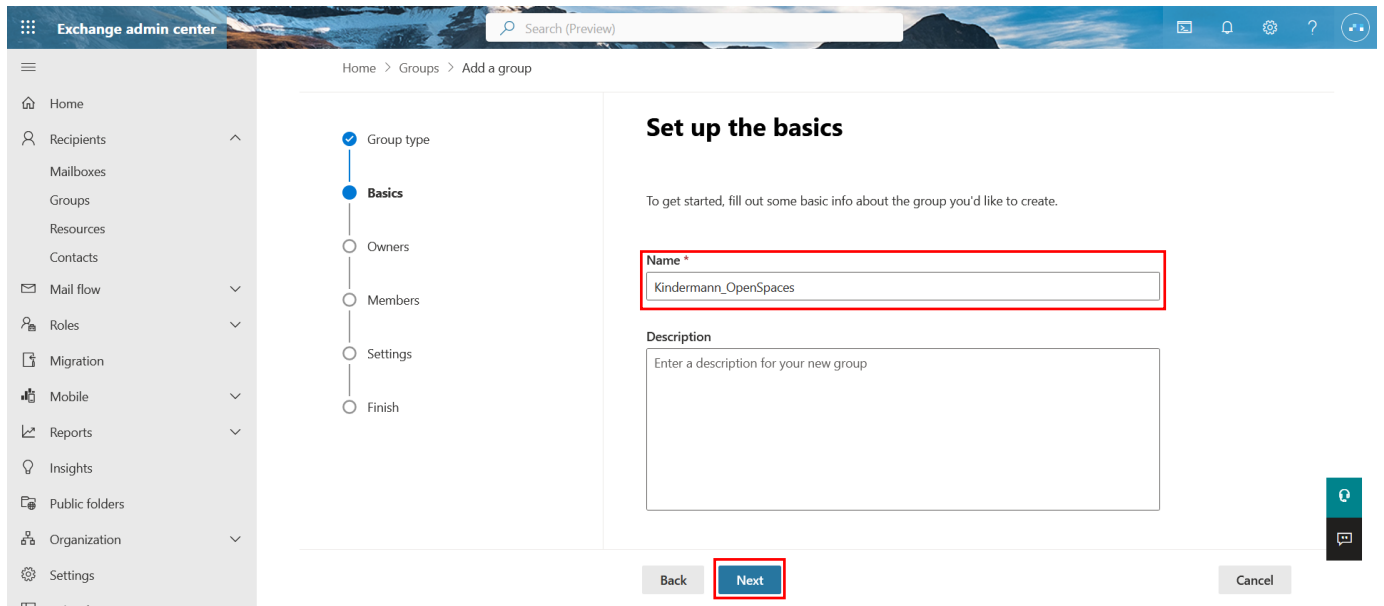 Exchange admin center
Search (Preview)
Home > Groups > Add a group
Home
Recipients
Mailboxes
Groups
Resources
Contacts
Mail flow
Roles
Migration
Mobile
Reports
Insights
Public folders
Organization
Settings
Group type
Basics
Owners
Members
Settings
Finish
Set up the basics
To get started, fill out some basic info about the group you'd like to create.
Name *
Kindermann_OpenSpaces
Description
Enter a description for your new group
Back
Next
Cancel